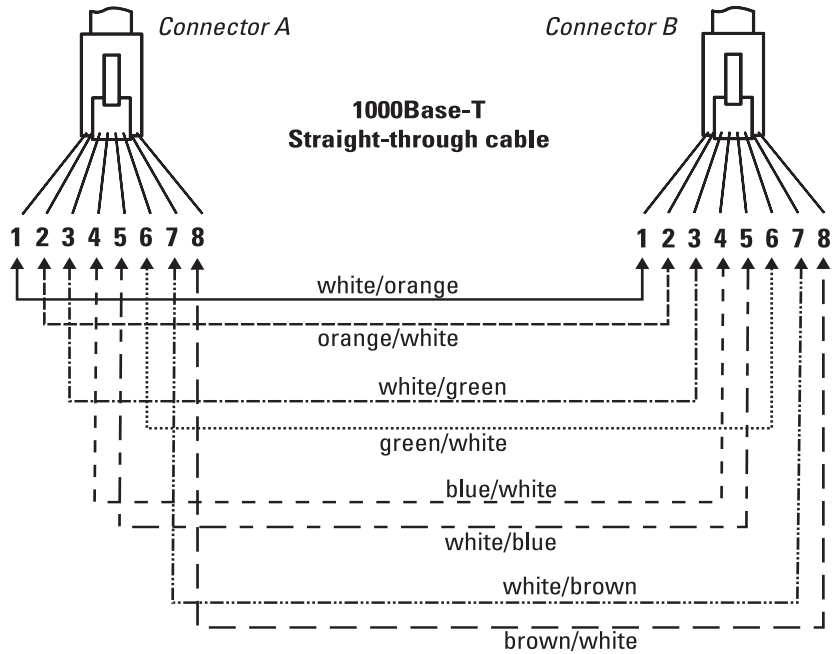 Connector A
Connector B
1000Base-T
Straight-through cable
1 2 3 4 5 6 7 8
1 2 3 4 5 6 7 8
white/orange
orange/white
white/green
green/white
blue/white
white/blue
white/brown
brown/white